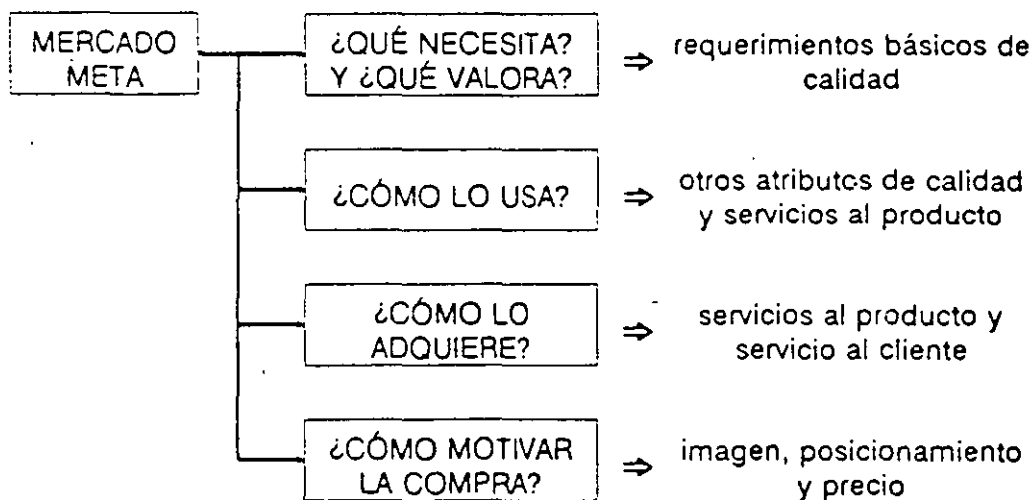 MERCADO
META
¿QUÉ NECESITA?
Y ¿QUÉ VALORA?
⇒
requerimientos básicos de
calidad
¿CÓMO LO USA?
⇒
otros atributos de calidad
y servicios al producto
¿CÓMO LO
ADQUIERE?
⇒
servicios al producto y
servicio al cliente
¿CÓMO MOTIVAR
LA COMPRA?
⇒
imagen, posicionamiento
y precio